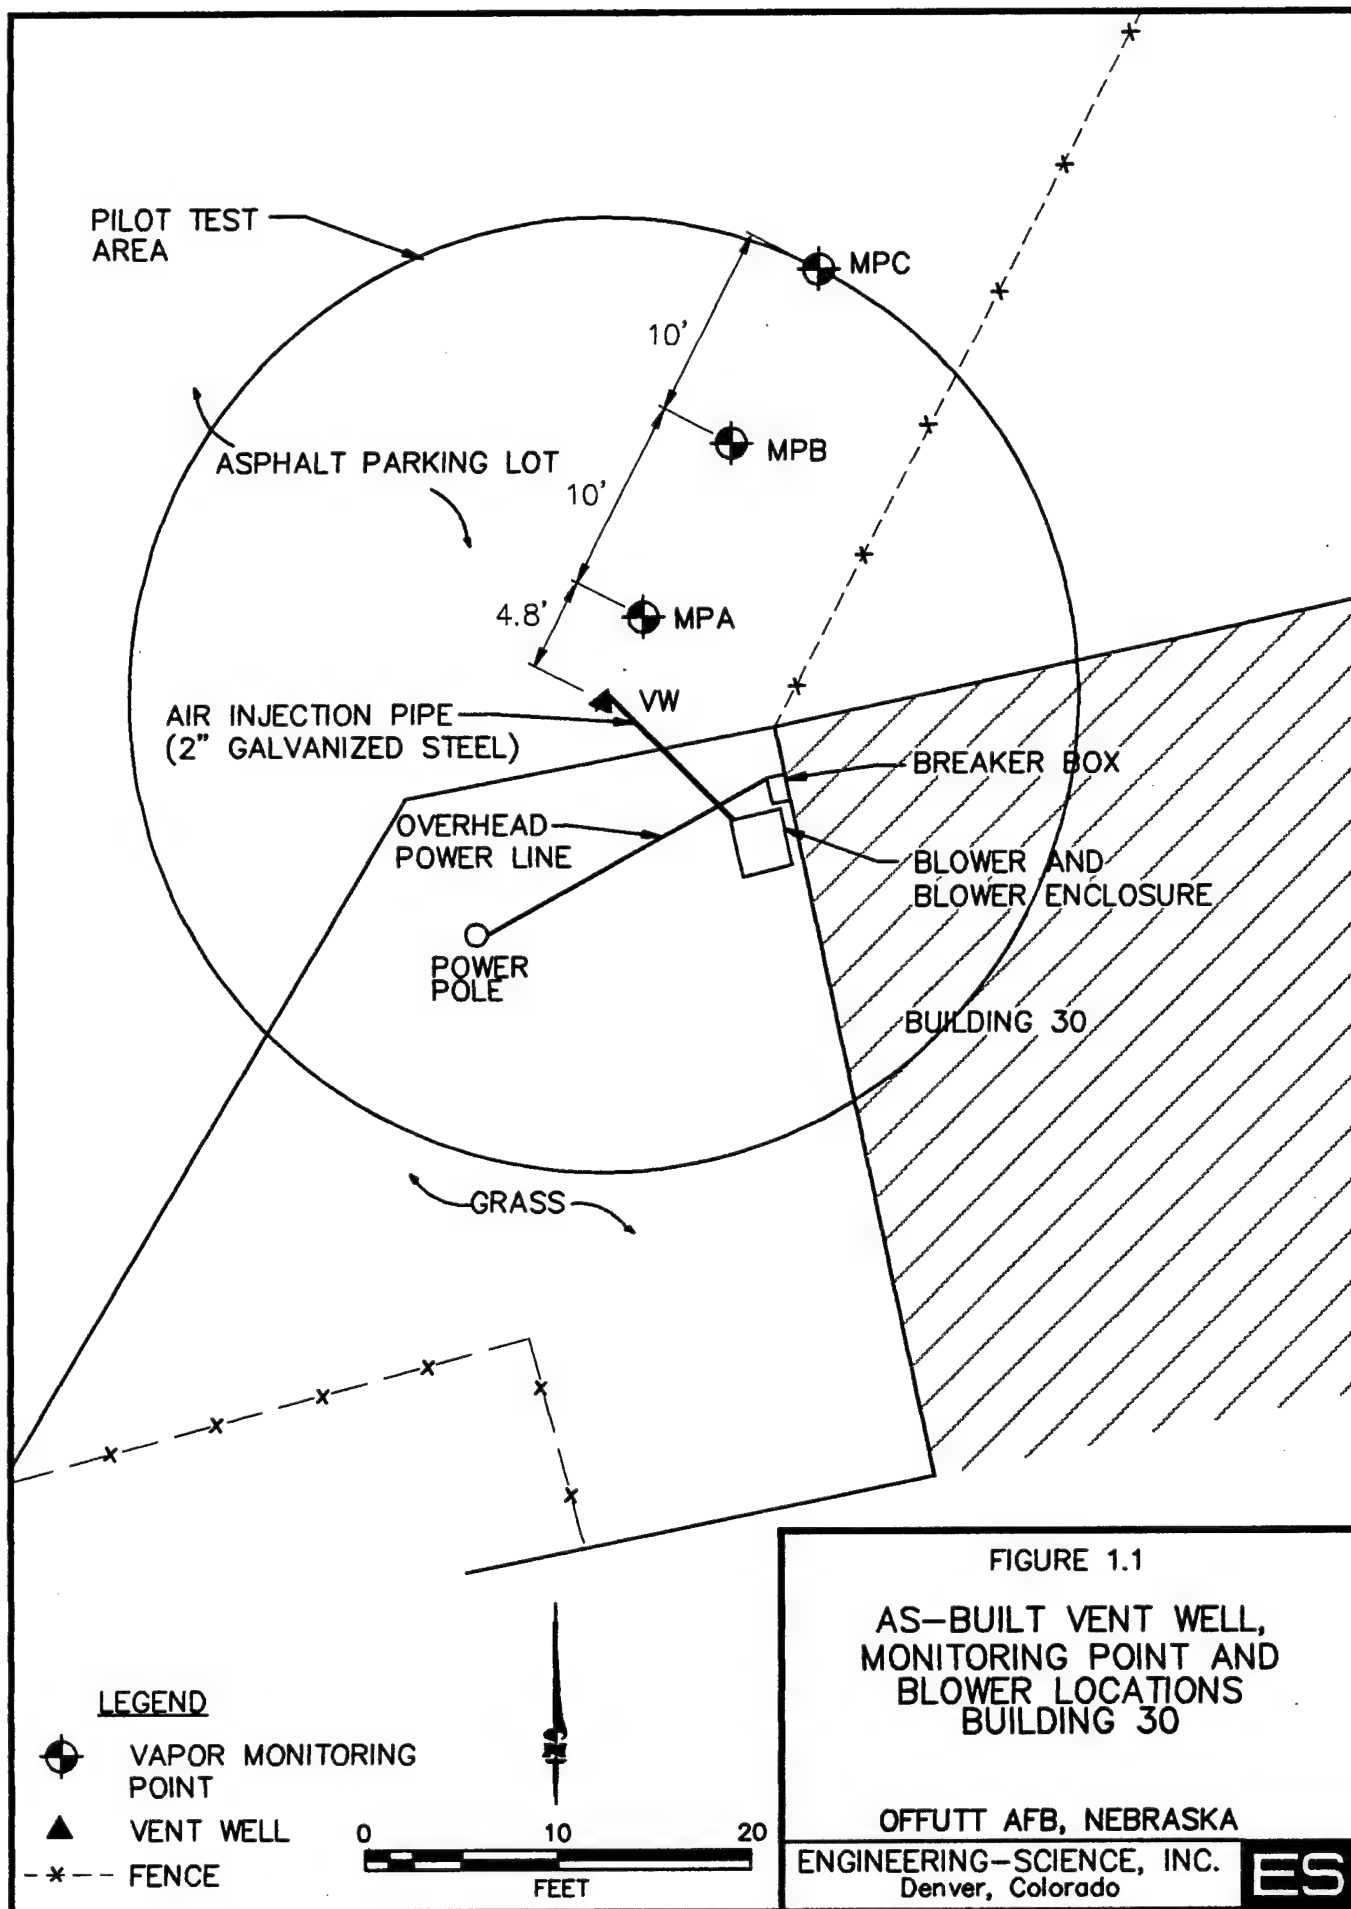 PILOT TEST
AREA
MPC
10'
MPB
ASPHALT PARKING LOT
10'
4.8'
MPA
VW
AIR INJECTION PIPE
(2" GALVANIZED STEEL)
BREAKER BOX
OVERHEAD
POWER LINE
BLOWER AND
BLOWER ENCLOSURE
POWER
POLE
BUILDING 30
GRASS
FIGURE 1.1
AS-BUILT VENT WELL,
MONITORING POINT AND
BLOWER LOCATIONS
BUILDING 30
OFFUTT AFB, NEBRASKA
ENGINEERING-SCIENCE, INC.
Denver, Colorado
ES
LEGEND
VAPOR MONITORING
POINT
VENT WELL
FENCE
N
0 10 20
FEET